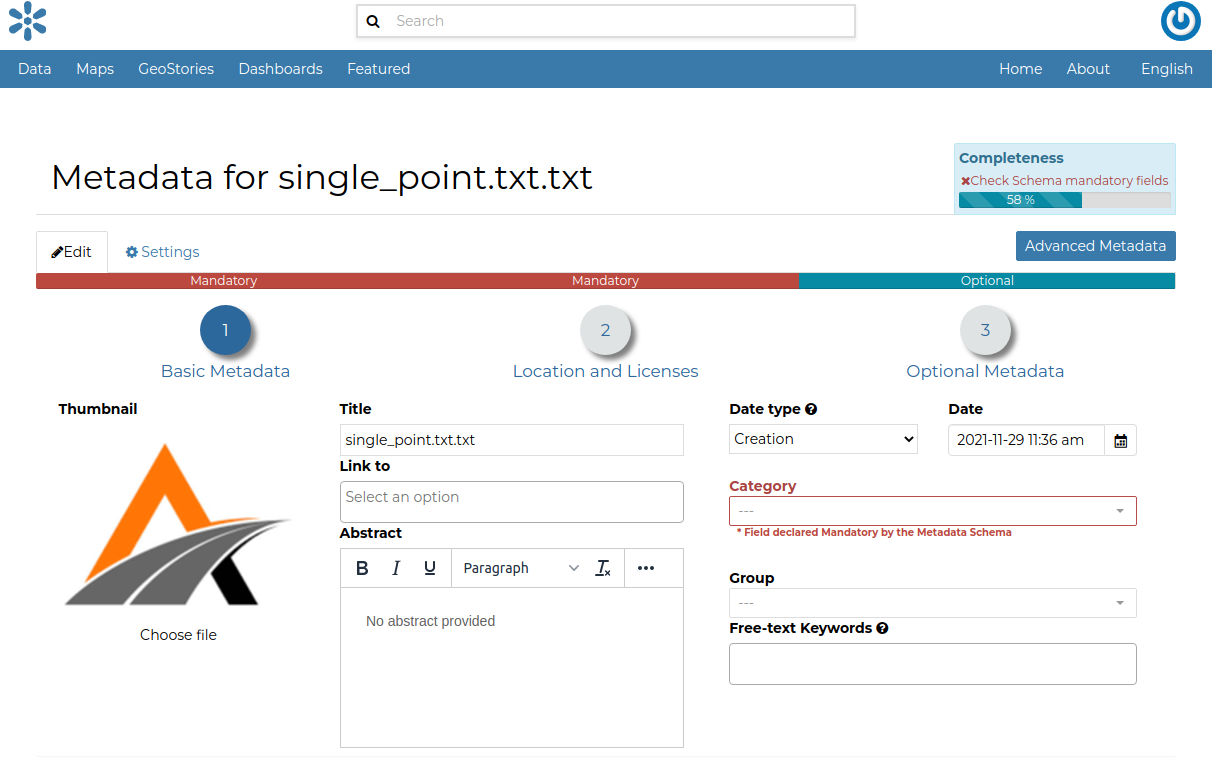 Search
Data Maps GeoStories Dashboards Featured Home About English
Metadata for single_point.txt.txt
Completeness
Check Schema mandatory fields
58 %
Edit Settings Advanced Metadata
Mandatory Mandatory Optional
1 2 3
Basic Metadata Location and Licenses Optional Metadata
Thumbnail
Choose file
Title
single_point.txt.txt
Link to
Select an option
Abstract
B I U Paragraph
No abstract provided
Date type Date
Creation 2021-11-29 11:36 am
Category
---
* Field declared Mandatory by the Metadata Schema
Group
---
Free-text Keywords